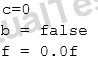 c=0
b = false
f = 0.0f